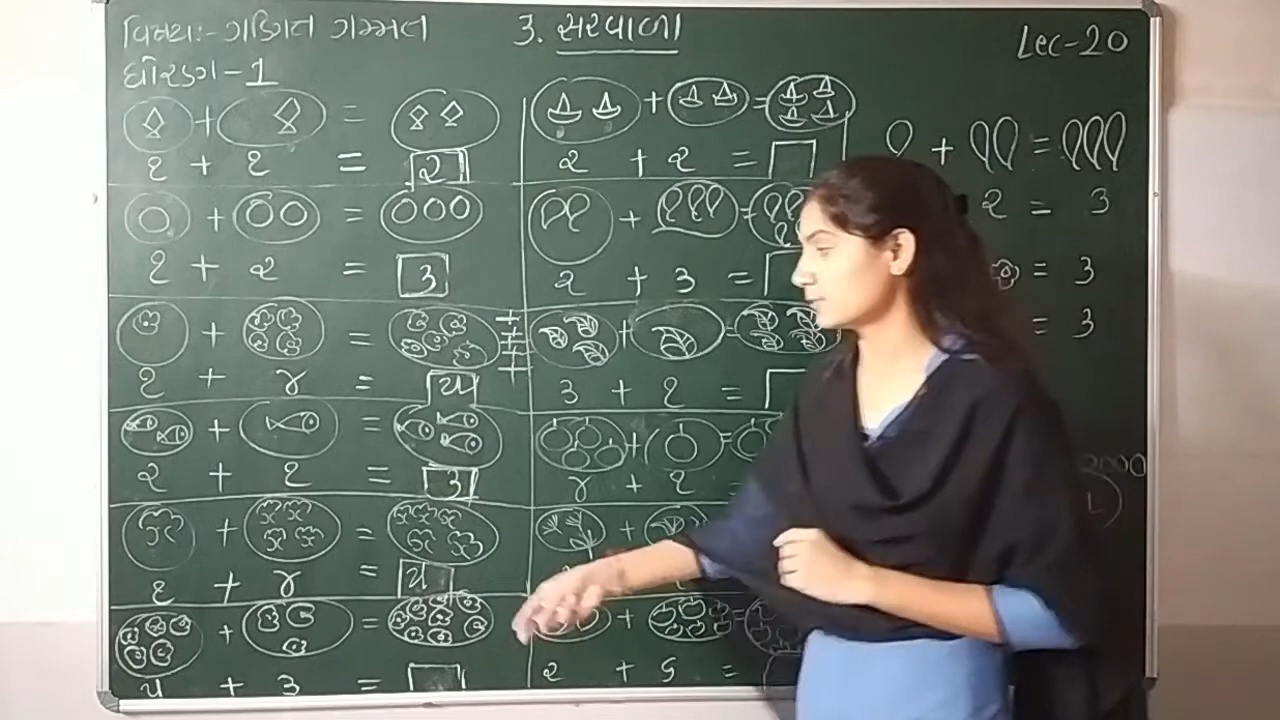 વિષય:- ગણિત ગમ્મત
3. સરવાળા
Lec-20
ધોરણ-1
૧ + ૧ = ૨
૧ + ૨ = ૩
૧ + ૪ = ૫
૨ + ૧ = ૩
૧ + ૪ = ૫
૫ + ૩ =
૨ + ૨ =
૨ + ૩ =
૩ + ૧ =
૪ + ૧
૨ + ૬ =
+ =
૨ = ૩
= ૩
= ૩